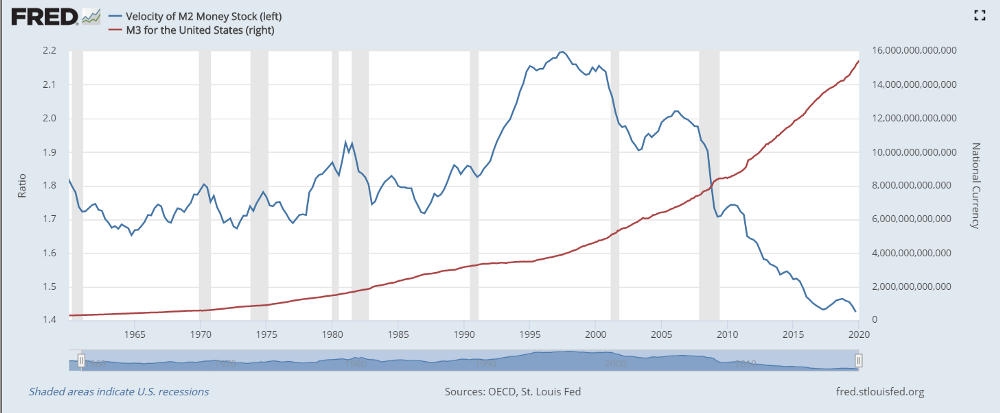 FRED
Velocity of M2 Money Stock (left)
M3 for the United States (right)
2.2
2.1
2.0
1.9
1.8
1.7
1.6
1.5
1.4
Ratio
16,000,000,000,000
14,000,000,000,000
12,000,000,000,000
10,000,000,000,000
8,000,000,000,000
6,000,000,000,000
4,000,000,000,000
2,000,000,000,000
0
National Currency
1965 1970 1975 1980 1985 1990 1995 2000 2005 2010 2015 2020
Shaded areas indicate U.S. recessions
Sources: OECD, St. Louis Fed
fred.stlouisfed.org